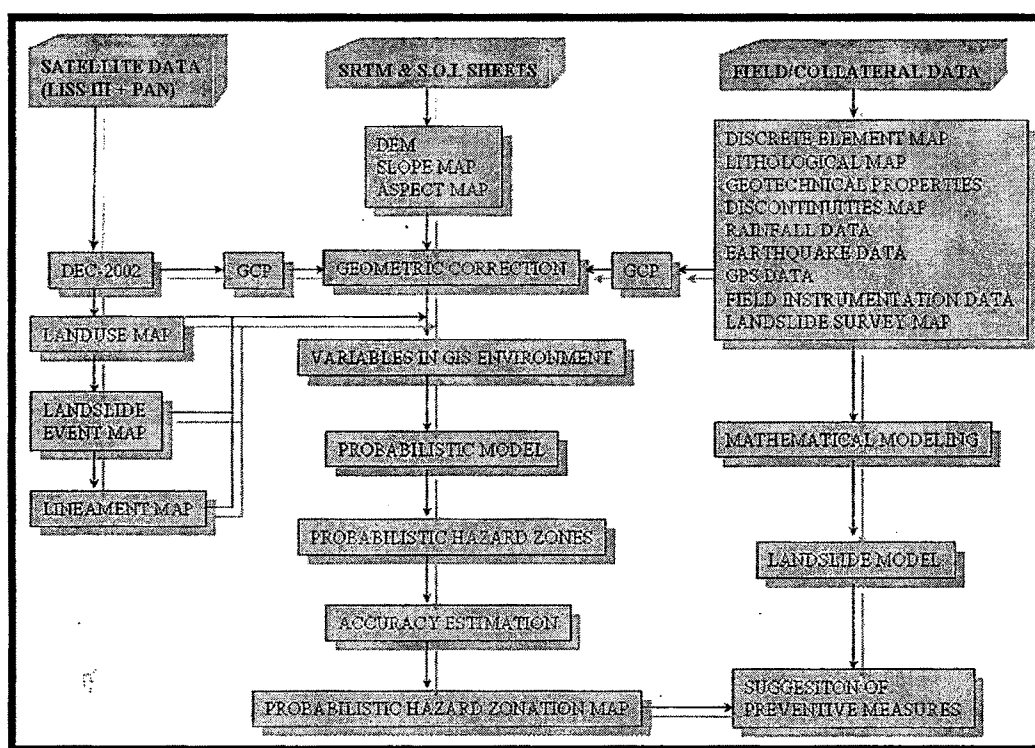 SATELLITE DATA
(LISS III + PAN)
SRTM & S.O.I. SHEETS
FIELD/COLLATERAL DATA
DEM
SLOPE MAP
ASPECT MAP
DISCRETE ELEMENT MAP
LITHOLOGICAL MAP
GEOTECHNICAL PROPERTIES
DISCONTINUITIES MAP
RAINFALL DATA
EARTHQUAKE DATA
GPS DATA
FIELD INSTRUMENTATION DATA
LANDSLIDE SURVEY MAP
DEC-2002
GCP
GEOMETRIC CORRECTION
GCP
LANDUSE MAP
VARIABLES IN GIS ENVIRONMENT
LANDSLIDE
EVENT MAP
PROBABILISTIC MODEL
MATHEMATICAL MODELING
LINEAMENT MAP
PROBABILISTIC HAZARD ZONES
LANDSLIDE MODEL
ACCURACY ESTIMATION
PROBABILISTIC HAZARD ZONATION MAP
SUGGESITON OF
PREVENTIVE MEASURES